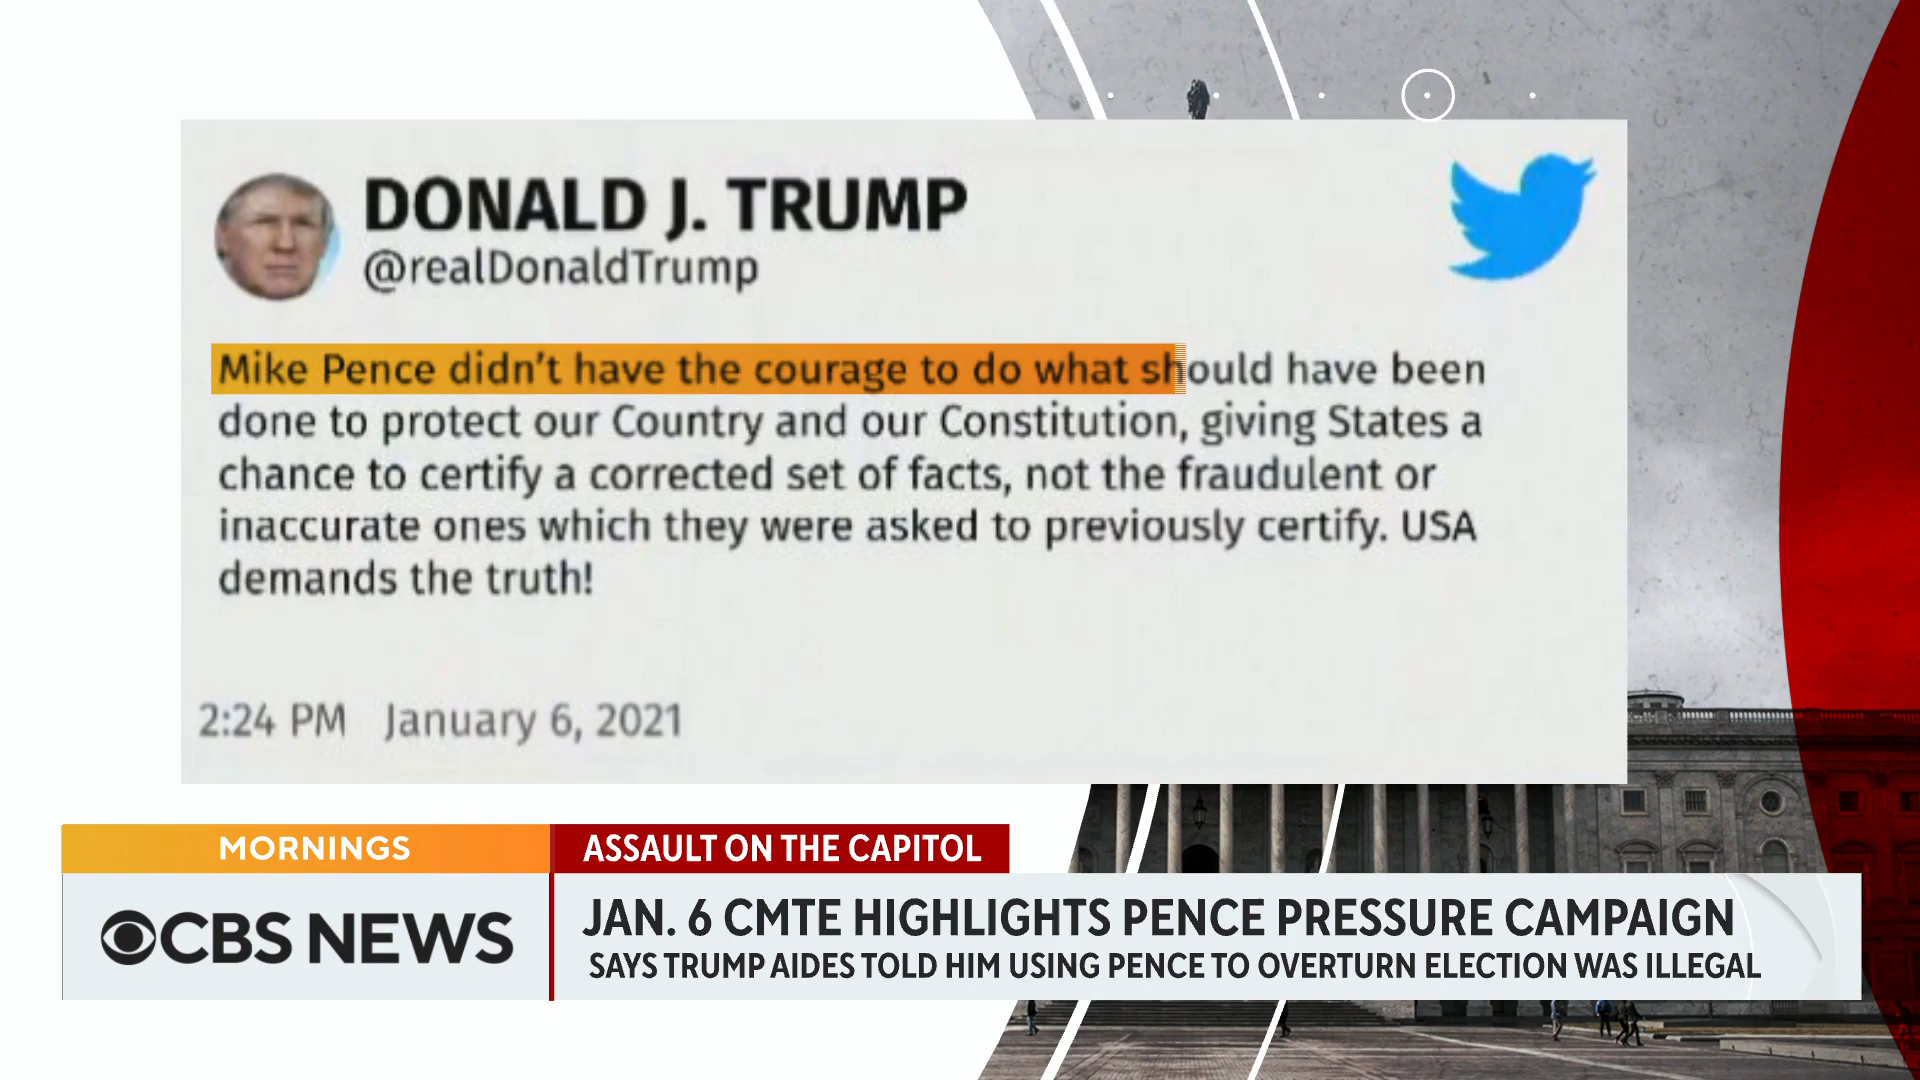 DONALD J. TRUMP
@realDonaldTrump
Mike Pence didn't have the courage to do what should have been
done to protect our Country and our Constitution, giving States a
chance to certify a corrected set of facts, not the fraudulent or
inaccurate ones which they were asked to previously certify. USA
demands the truth!
2:24 PM January 6, 2021
MORNINGS
ASSAULT ON THE CAPITOL
CBS NEWS
JAN. 6 CMTE HIGHLIGHTS PENCE PRESSURE CAMPAIGN
SAYS TRUMP AIDES TOLD HIM USING PENCE TO OVERTURN ELECTION WAS ILLEGAL